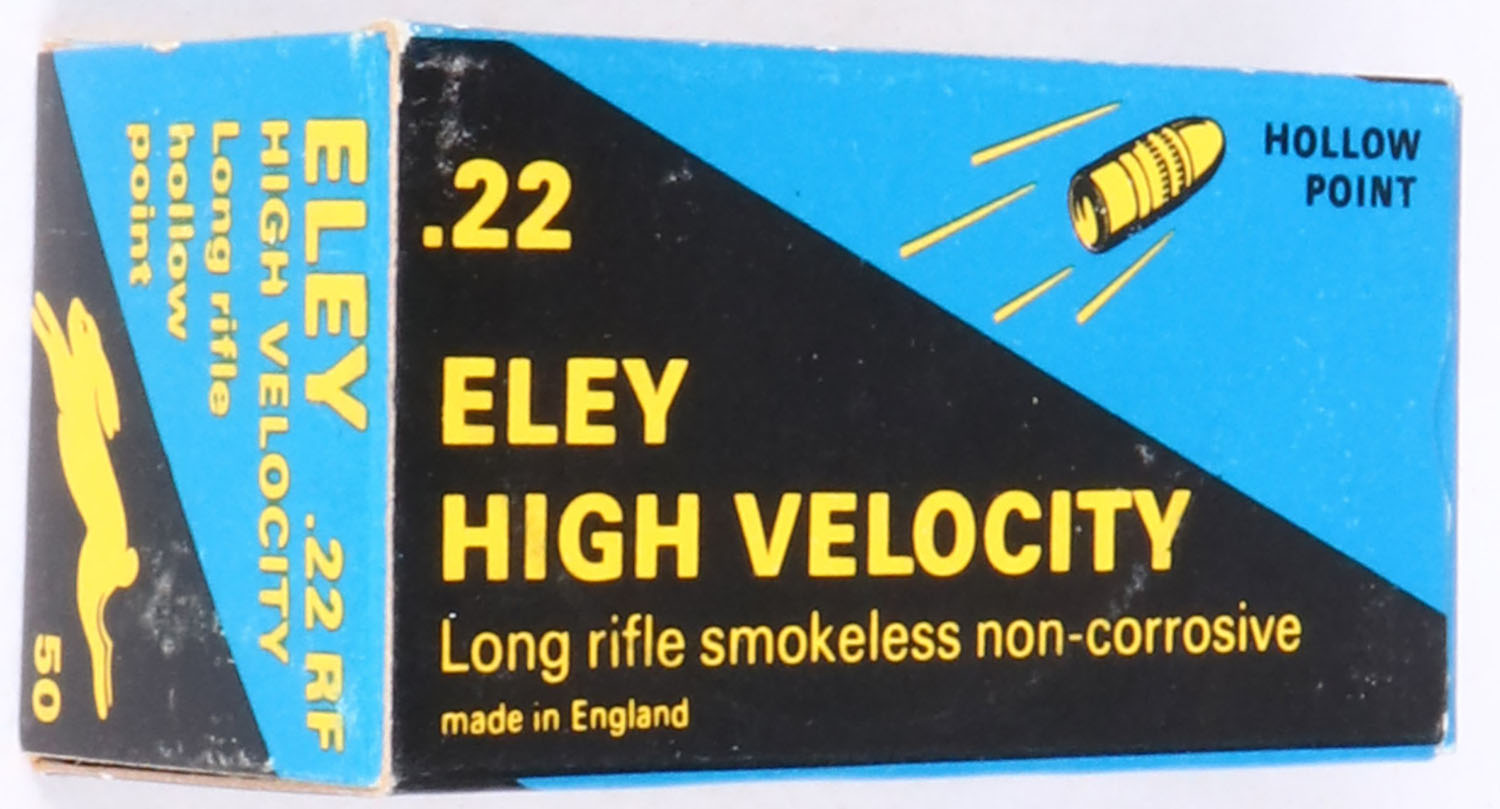 .22
HOLLOW
POINT
ELEY
HIGH VELOCITY
Long rifle smokeless non-corrosive
made in England
ELEY .22 RF
HIGH VELOCITY
Long rifle
hollow
point
50